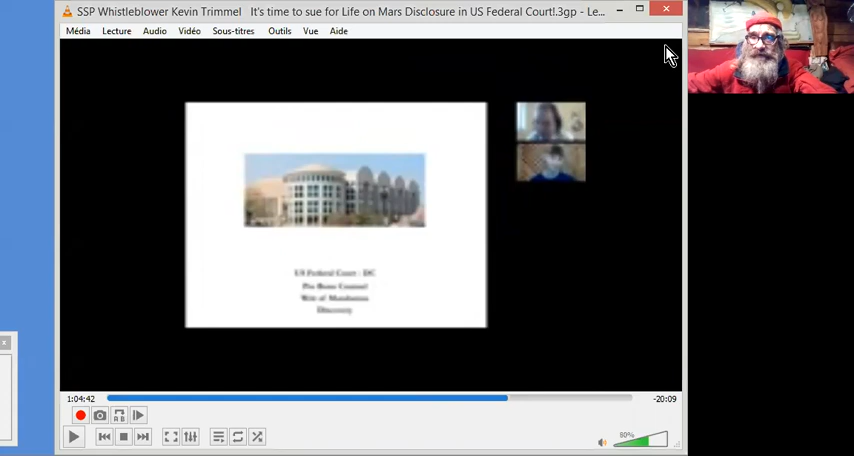 SSP Whistleblower Kevin Trimmel   It's time to sue for Life on Mars Disclosure in US Federal Court!.3gp - Le...
Média Lecture Audio Vidéo Sous-titres Outils Vue Aide
US Federal Court - DC
Pro Bono Counsel
Writ of Mandamus
Discovery
1:04:42 -20:09
80%